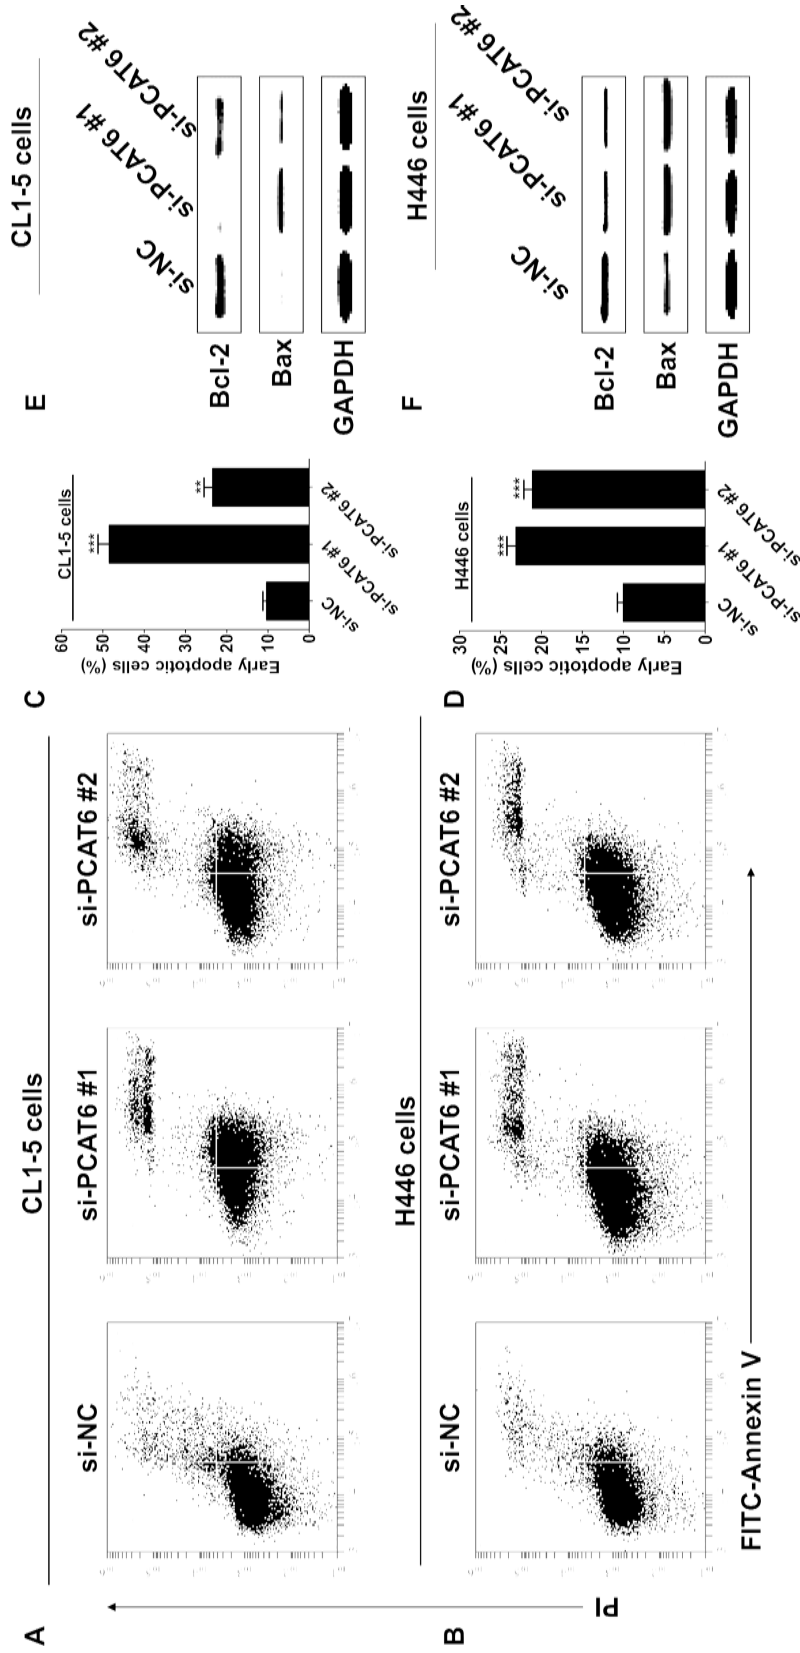 A
CL1-5 cells
si-NC
si-PCAT6 #1
si-PCAT6 #2
B
H446 cells
si-NC
si-PCAT6 #1
si-PCAT6 #2
PI
FITC-Annexin V
C
CL1-5 cells
Early apoptotic cells (%)
60
50
40
30
20
10
0
***
**
si-NC
si-PCAT6 #1
si-PCAT6 #2
D
H446 cells
Early apoptotic cells (%)
30
25
20
15
10
5
0
***
***
si-NC
si-PCAT6 #1
si-PCAT6 #2
E
CL1-5 cells
si-NC
si-PCAT6 #1
si-PCAT6 #2
Bcl-2
Bax
GAPDH
F
H446 cells
si-NC
si-PCAT6 #1
si-PCAT6 #2
Bcl-2
Bax
GAPDH